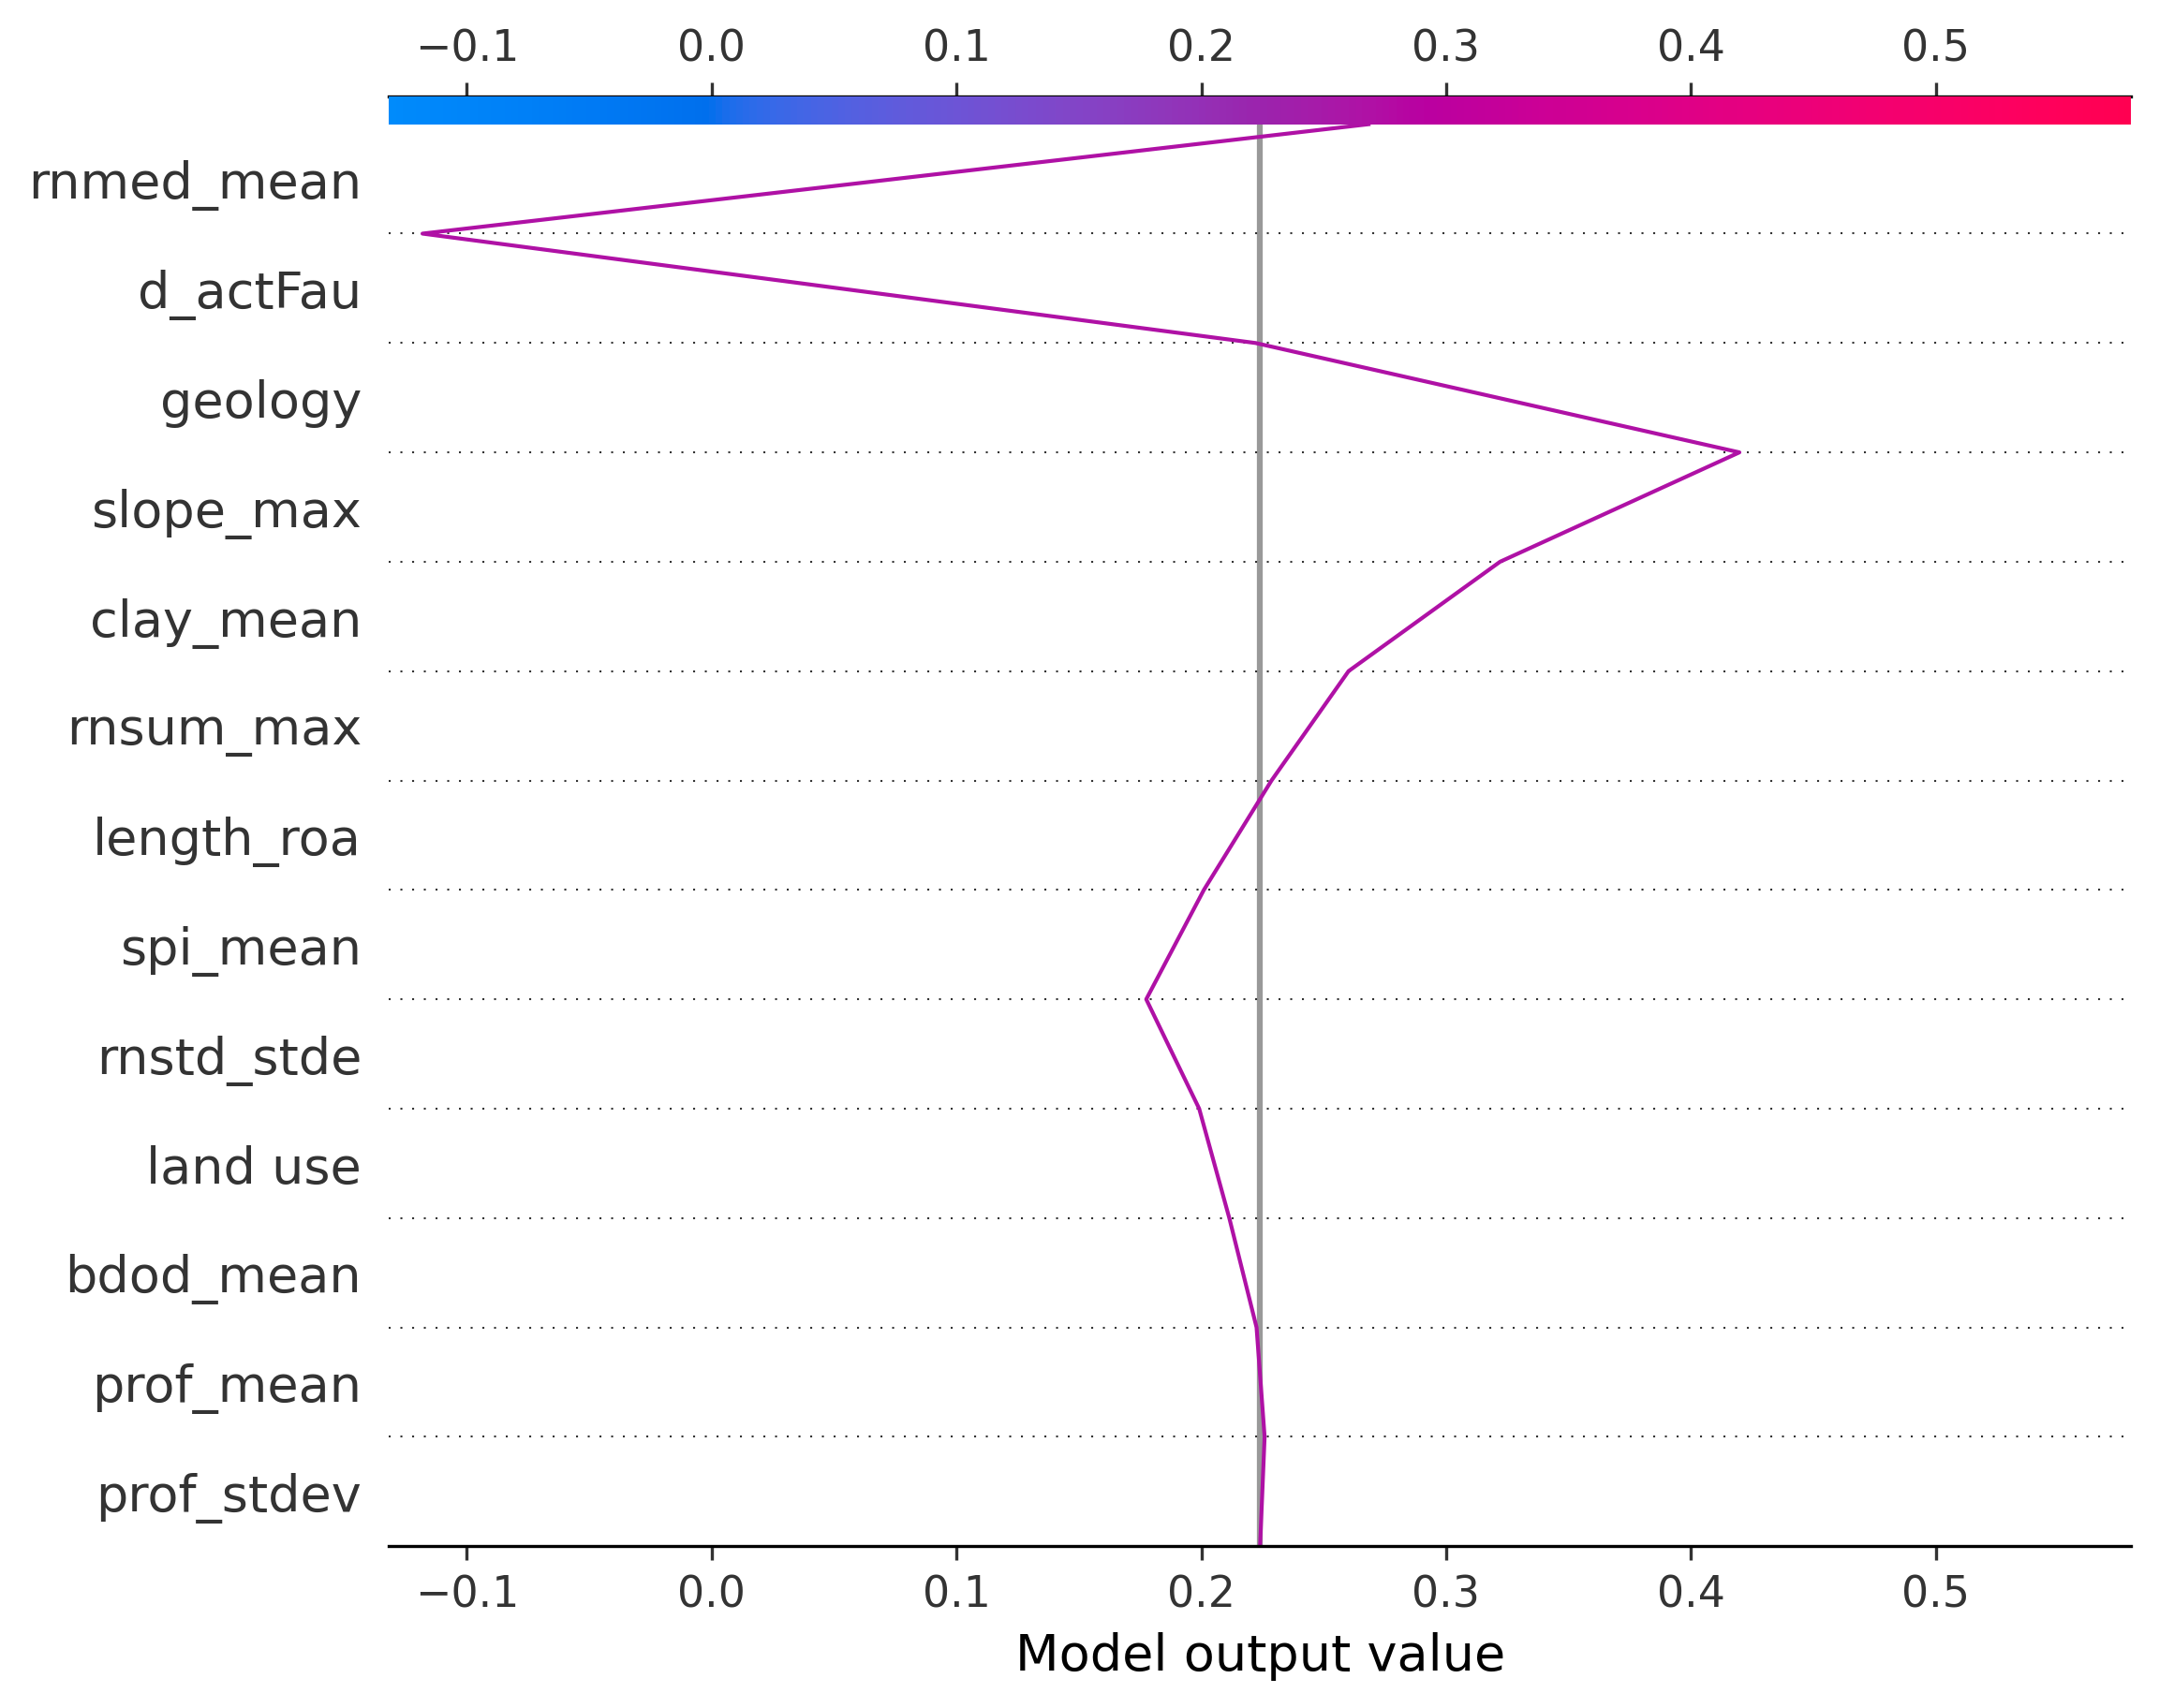 −0.1 0.0 0.1 0.2 0.3 0.4 0.5
rnmed_mean
d_actFau
geology
slope_max
clay_mean
rnsum_max
length_roa
spi_mean
rnstd_stde
land use
bdod_mean
prof_mean
prof_stdev
−0.1 0.0 0.1 0.2 0.3 0.4 0.5
Model output value